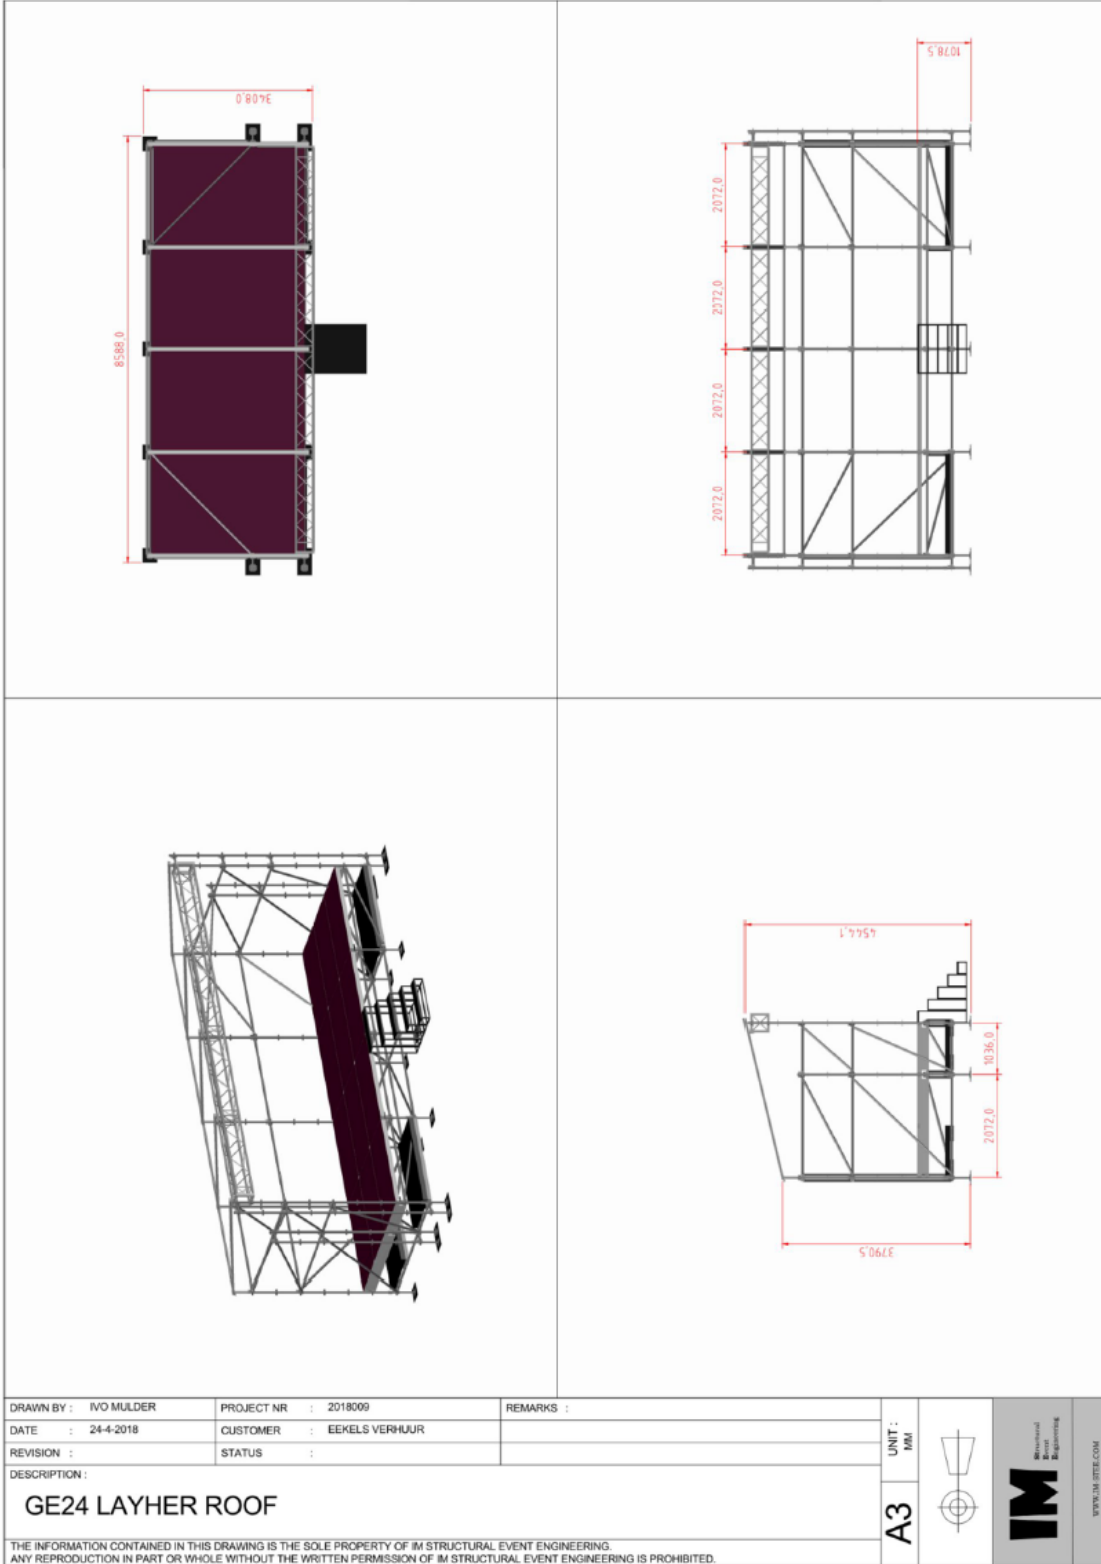 3408,0
8588,0
1078,5
2072,0
2072,0
2072,0
2072,0
4544,1
1036,0
2072,0
3790,5
DRAWN BY : IVO MULDER
PROJECT NR : 2018009
REMARKS :
DATE : 24-4-2018
CUSTOMER : EEKELS VERHUUR
REVISION :
STATUS :
DESCRIPTION :
GE24 LAYHER ROOF
THE INFORMATION CONTAINED IN THIS DRAWING IS THE SOLE PROPERTY OF IM STRUCTURAL EVENT ENGINEERING.
ANY REPRODUCTION IN PART OR WHOLE WITHOUT THE WRITTEN PERMISSION OF IM STRUCTURAL EVENT ENGINEERING IS PROHIBITED.
UNIT :
MM
A3
IM
Structural
Event
Engineering